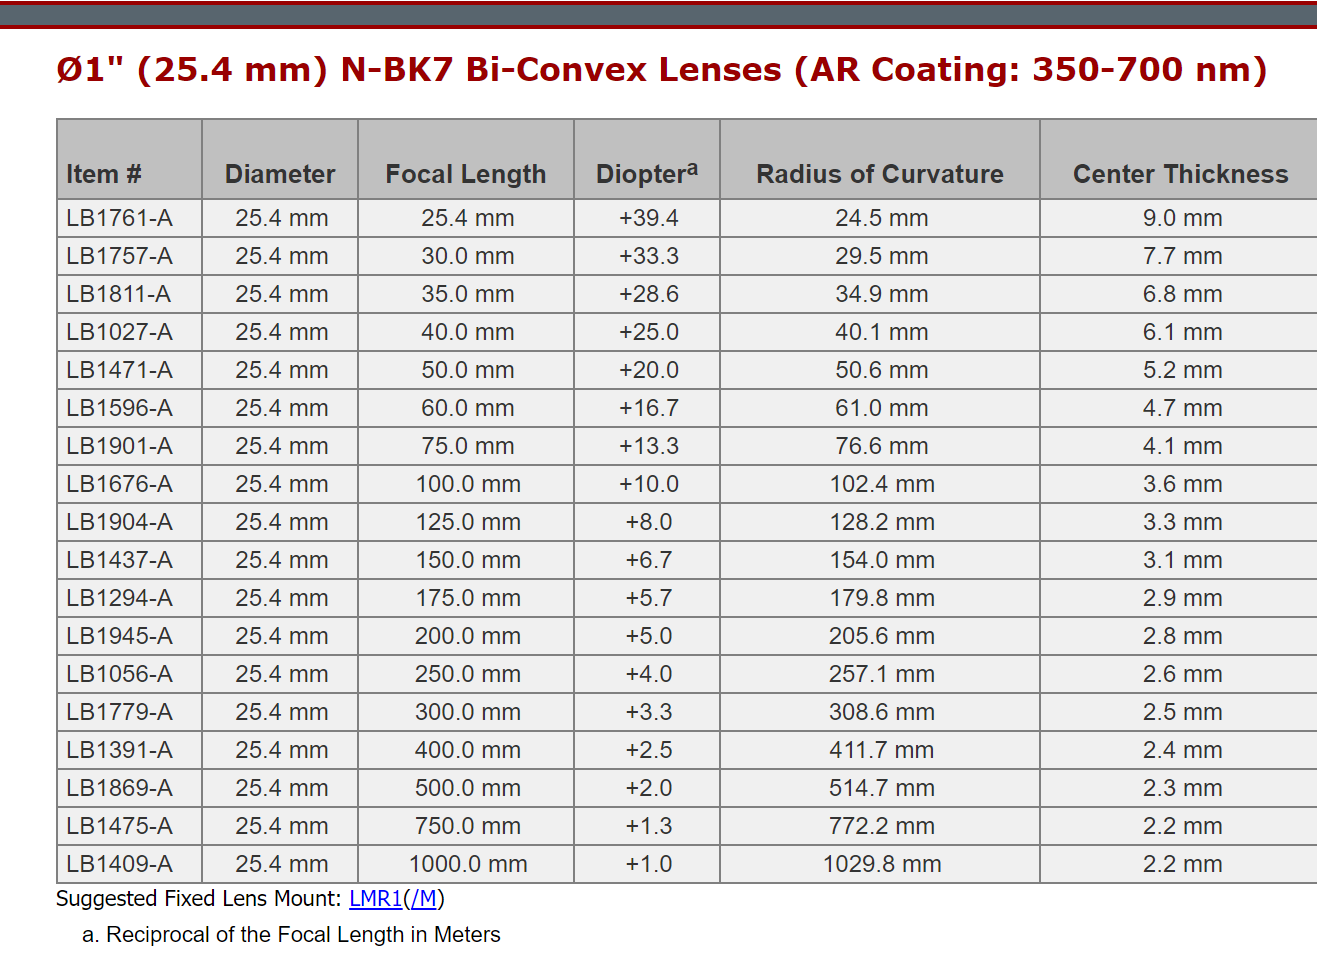 Ø1" (25.4 mm) N-BK7 Bi-Convex Lenses (AR Coating: 350-700 nm)
Item # Diameter Focal Length Diopterª Radius of Curvature Center Thickness
LB1761-A 25.4 mm 25.4 mm +39.4 24.5 mm 9.0 mm
LB1757-A 25.4 mm 30.0 mm +33.3 29.5 mm 7.7 mm
LB1811-A 25.4 mm 35.0 mm +28.6 34.9 mm 6.8 mm
LB1027-A 25.4 mm 40.0 mm +25.0 40.1 mm 6.1 mm
LB1471-A 25.4 mm 50.0 mm +20.0 50.6 mm 5.2 mm
LB1596-A 25.4 mm 60.0 mm +16.7 61.0 mm 4.7 mm
LB1901-A 25.4 mm 75.0 mm +13.3 76.6 mm 4.1 mm
LB1676-A 25.4 mm 100.0 mm +10.0 102.4 mm 3.6 mm
LB1904-A 25.4 mm 125.0 mm +8.0 128.2 mm 3.3 mm
LB1437-A 25.4 mm 150.0 mm +6.7 154.0 mm 3.1 mm
LB1294-A 25.4 mm 175.0 mm +5.7 179.8 mm 2.9 mm
LB1945-A 25.4 mm 200.0 mm +5.0 205.6 mm 2.8 mm
LB1056-A 25.4 mm 250.0 mm +4.0 257.1 mm 2.6 mm
LB1779-A 25.4 mm 300.0 mm +3.3 308.6 mm 2.5 mm
LB1391-A 25.4 mm 400.0 mm +2.5 411.7 mm 2.4 mm
LB1869-A 25.4 mm 500.0 mm +2.0 514.7 mm 2.3 mm
LB1475-A 25.4 mm 750.0 mm +1.3 772.2 mm 2.2 mm
LB1409-A 25.4 mm 1000.0 mm +1.0 1029.8 mm 2.2 mm
Suggested Fixed Lens Mount: LMR1(/M)
a. Reciprocal of the Focal Length in Meters